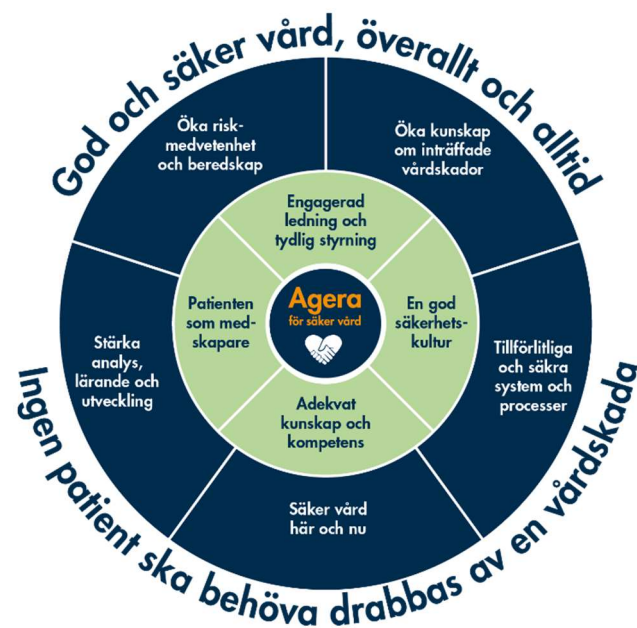 God och säker vård, överallt och alltid
Öka risk-
medvetenhet
och beredskap
Öka kunskap
om inträffade
vårdskador
Engagerad
ledning och
tydlig styrning
Patienten
som med-
skapare
Agera
för säker vård
En god
säkerhets-
kultur
Stärka
analys,
lärande och
utveckling
Tillförlitliga
och säkra
system och
processer
Adekvat
kunskap och
kompetens
Säker vård
här och nu
Ingen patient ska behöva drabbas av en vårdskada